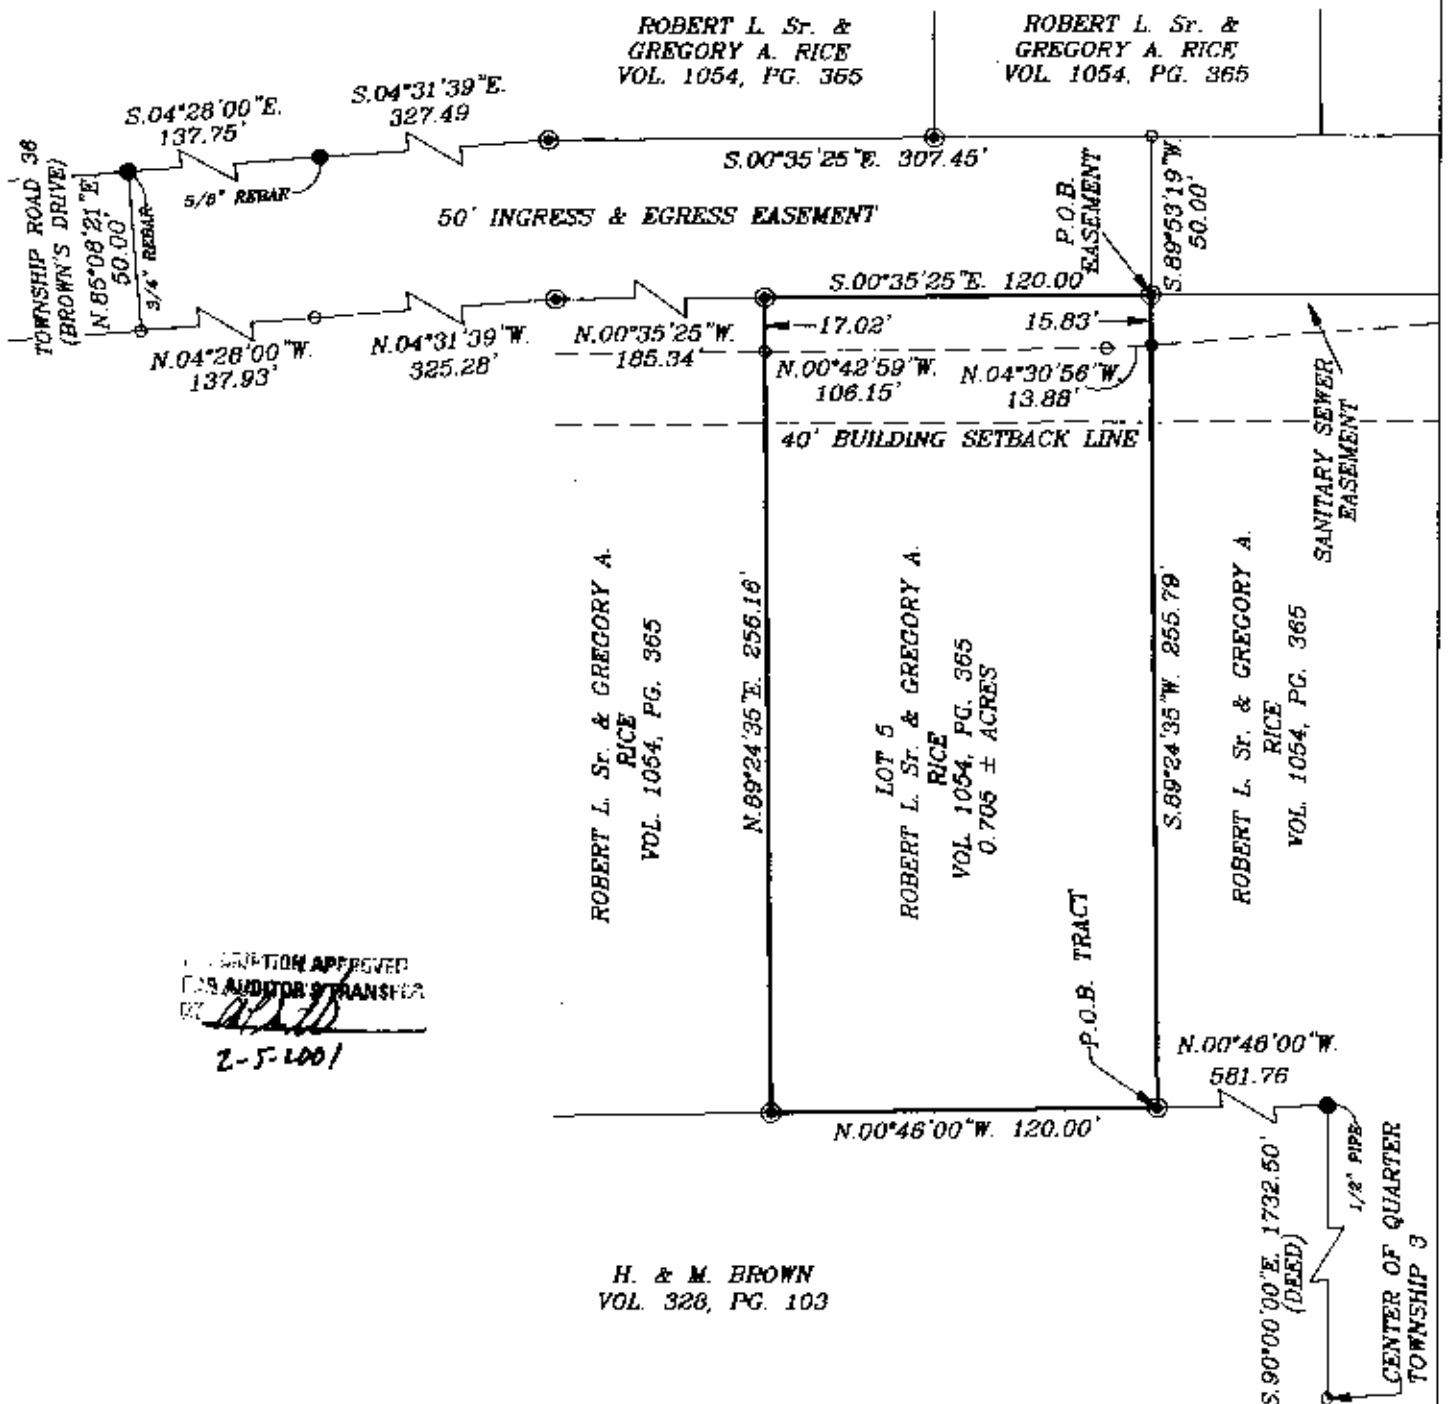 ROBERT L. Sr. &
GREGORY A. RICE
VOL. 1054, PG. 365
ROBERT L. Sr. &
GREGORY A. RICE
VOL. 1054, PG. 365
S.04°28'00"E.
137.75'
S.04°31'39"E.
327.49
S.00°35'25"E. 307.45'
TOWNSHIP ROAD 36
(BROWN'S DRIVE)
N.85°08'21"E
50.00'
3/4" REBAR
5/8" REBAR
50' INGRESS & EGRESS EASEMENT
P.O.B.
EASEMENT
S.89°53'19"W.
50.00'
S.00°35'25"E. 120.00'
17.02'
15.83'
N.04°28'00"W.
137.93'
N.04°31'39"W.
325.28'
N.00°35'25"W.
185.34'
N.00°42'59"W.
106.15'
N.04°30'56"W.
13.88'
40' BUILDING SETBACK LINE
SANITARY SEWER
EASEMENT
ROBERT L. Sr. & GREGORY A.
RICE
VOL. 1054, PG. 365
N.89°24'35"E. 256.16'
LOT 5
ROBERT L. Sr. & GREGORY A.
RICE
VOL. 1054, PG. 365
0.705 ± ACRES
S.89°24'35"W. 255.79'
ROBERT L. Sr. & GREGORY A.
RICE
VOL. 1054, PG. 365
P.O.B. TRACT
APPROVED
AUDITOR'S TRANSFER
2-5-2001
N.00°46'00"W. 120.00'
N.00°46'00"W.
581.76
1/2" PIPE
S.90°00'00"E. 1732.50'
(DEED)
CENTER OF QUARTER
TOWNSHIP 3
H. & M. BROWN
VOL. 328, PG. 103